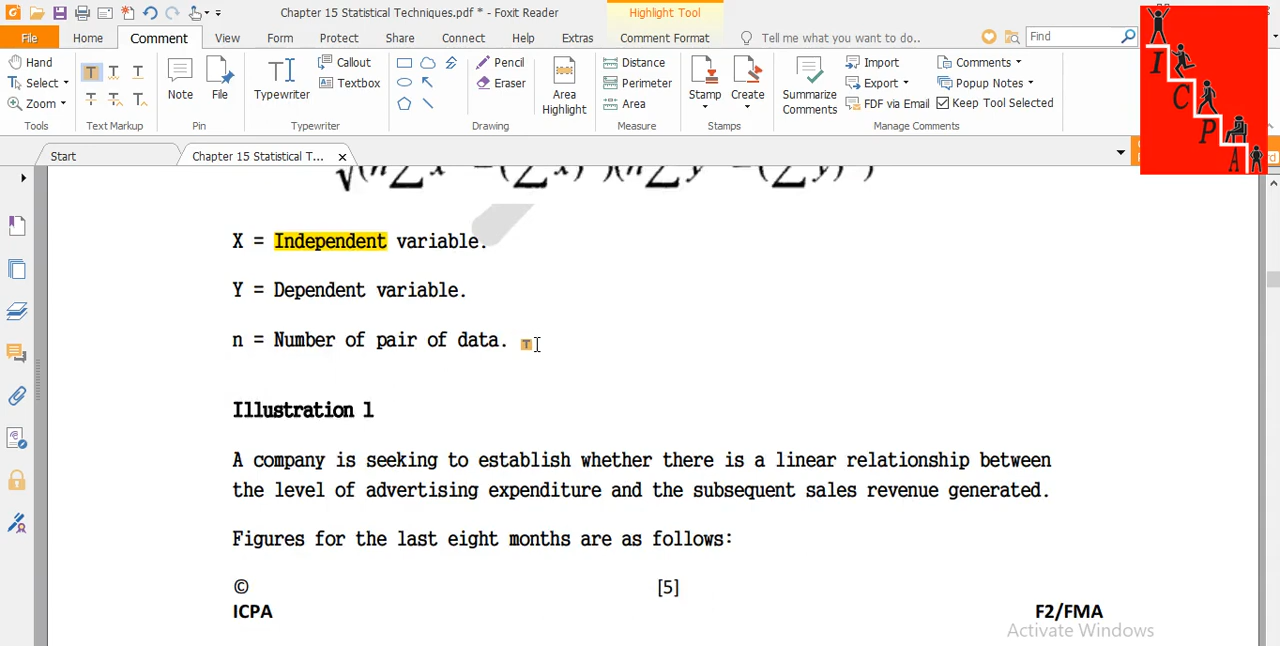 Chapter 15 Statistical Techniques.pdf * - Foxit Reader
Highlight Tool
File Home Comment View Form Protect Share Connect Help Extras Comment Format Tell me what you want to do.. Find
Hand
Select
Zoom
Tools
Text Markup
Note
File
Pin
Typewriter
Callout
Textbox
Typewriter
Pencil
Eraser
Area Highlight
Drawing
Distance
Perimeter
Area
Measure
Stamp
Create
Stamps
Summarize Comments
Import
Export
FDF via Email
Comments
Popup Notes
Keep Tool Selected
Manage Comments
I
C
P
A
Start
Chapter 15 Statistical T...
X = Independent variable.
Y = Dependent variable.
n = Number of pair of data.
Illustration 1
A company is seeking to establish whether there is a linear relationship between
the level of advertising expenditure and the subsequent sales revenue generated.
Figures for the last eight months are as follows:
© [5]
ICPA F2/FMA
Activate Windows